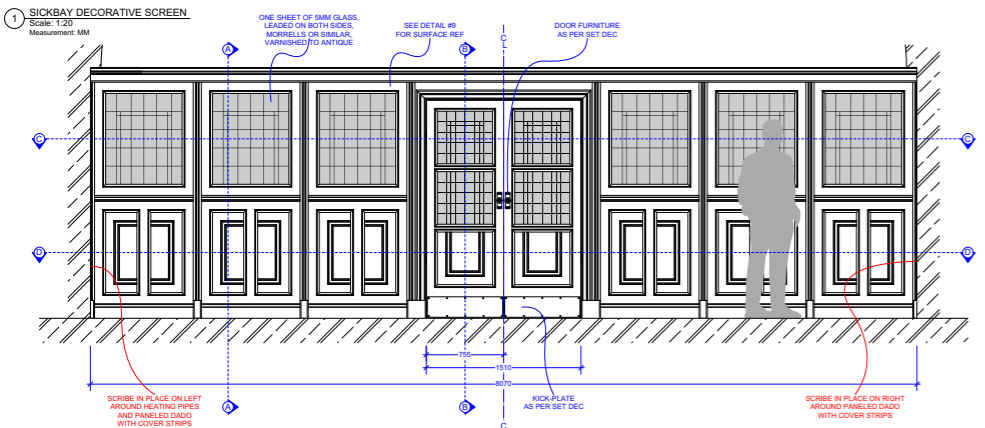 1
SICKBAY DECORATIVE SCREEN
Scale: 1:20
Measurement: MM
ONE SHEET OF 5MM GLASS,
LEADED ON BOTH SIDES,
MORRELLS OR SIMILAR,
VARNISHED TO ANTIQUE
SEE DETAIL #9
FOR SURFACE REF
DOOR FURNITURE
AS PER SET DEC
C
L
A
B
C
C
D
D
755
1510
8070
SCRIBE IN PLACE ON LEFT
AROUND HEATING PIPES
AND PANELED DADO
WITH COVER STRIPS
A
B
KICK-PLATE
AS PER SET DEC
C
SCRIBE IN PLACE ON RIGHT
AROUND PANELED DADO
WITH COVER STRIPS